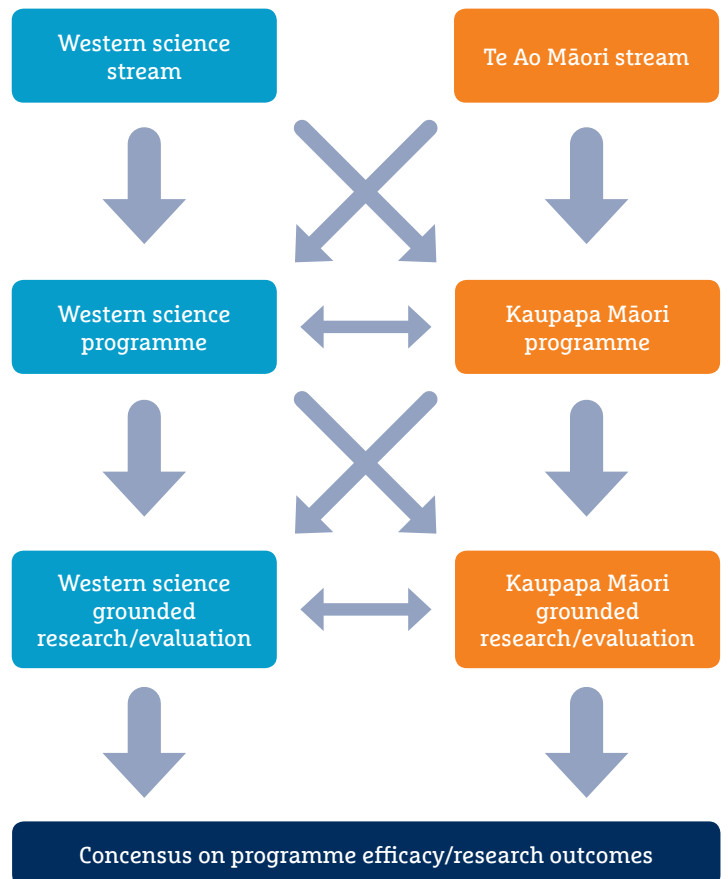 Western science
stream
Te Ao Māori stream
Western science
programme
Kaupapa Māori
programme
Western science
grounded
research/evaluation
Kaupapa Māori
grounded
research/evaluation
Concensus on programme efficacy/research outcomes